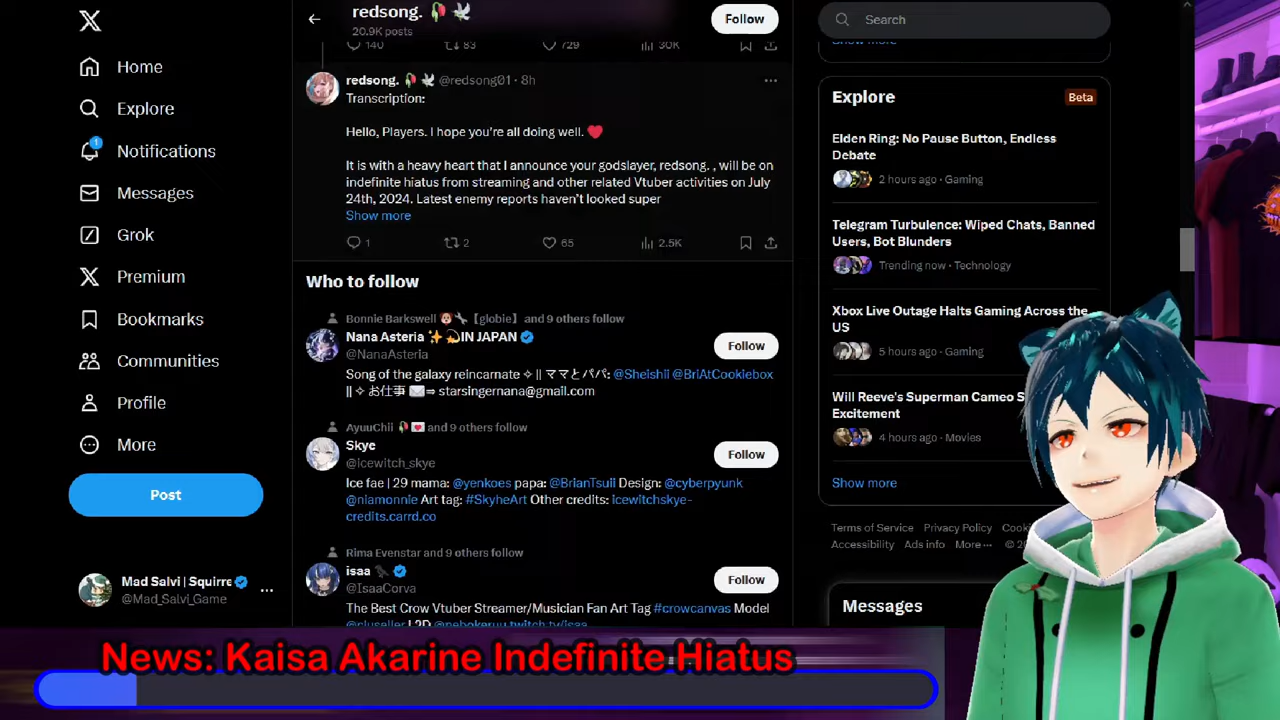 Home
Explore
1
Notifications
Messages
Grok
Premium
Bookmarks
Communities
Profile
More
Post
Mad Salvi | Squirre
@Mad_Salvi_Game
redsong.
20.9K posts
Follow
140
83
729
30K
redsong. @redsong01 · 8h
Transcription:
Hello, Players. I hope you're all doing well. ❤️
It is with a heavy heart that I announce your godslayer, redsong. , will be on
indefinite hiatus from streaming and other related Vtuber activities on July
24th, 2024. Latest enemy reports haven't looked super
Show more
1
2
65
2.5K
Who to follow
Bonnie Barkswell 【globie】 and 9 others follow
Nana Asteria ✨💫IN JAPAN
@NanaAsteria
Follow
Song of the galaxy reincarnate ✧ || ママとパパ: @Sheishii @BriAtCookiebox
|| ✧ お仕事 ✉️⇒ starsingernana@gmail.com
AyuuChii and 9 others follow
Skye
@icewitch_skye
Follow
Ice fae | 29 mama: @yenkoes papa: @BrianTsuii Design: @cyberpyunk
@niamonnie Art tag: #SkyheArt Other credits: icewitchskye-
credits.carrd.co
Rima Evenstar and 9 others follow
isaa
@IsaaCorva
Follow
The Best Crow Vtuber Streamer/Musician Fan Art Tag #crowcanvas Model
Search
Show more
Explore
Beta
Elden Ring: No Pause Button, Endless
Debate
2 hours ago · Gaming
Telegram Turbulence: Wiped Chats, Banned
Users, Bot Blunders
Trending now · Technology
Xbox Live Outage Halts Gaming Across the
US
5 hours ago · Gaming
Will Reeve's Superman Cameo S
Excitement
4 hours ago · Movies
Show more
Terms of Service Privacy Policy Cooki
Accessibility Ads info More ··· © 20
Messages
News: Kaisa Akarine Indefinite Hiatus